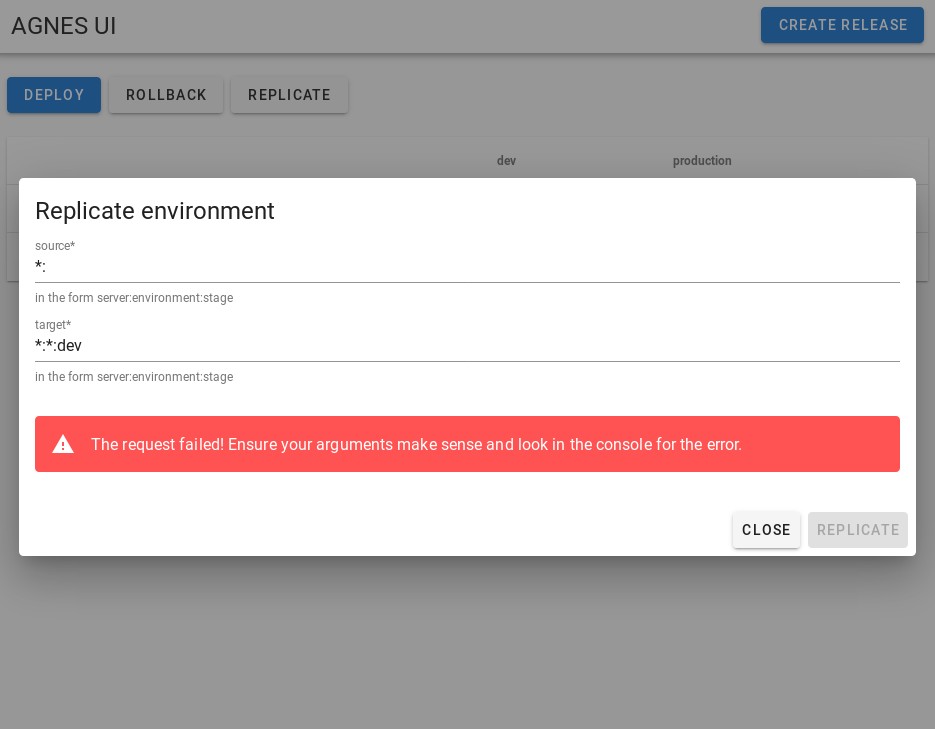 AGNES UI
CREATE RELEASE
DEPLOY
ROLLBACK
REPLICATE
dev
production
Replicate environment
source*
*:
in the form server:environment:stage
target*
*:*:dev
in the form server:environment:stage
The request failed! Ensure your arguments make sense and look in the console for the error.
CLOSE
REPLICATE